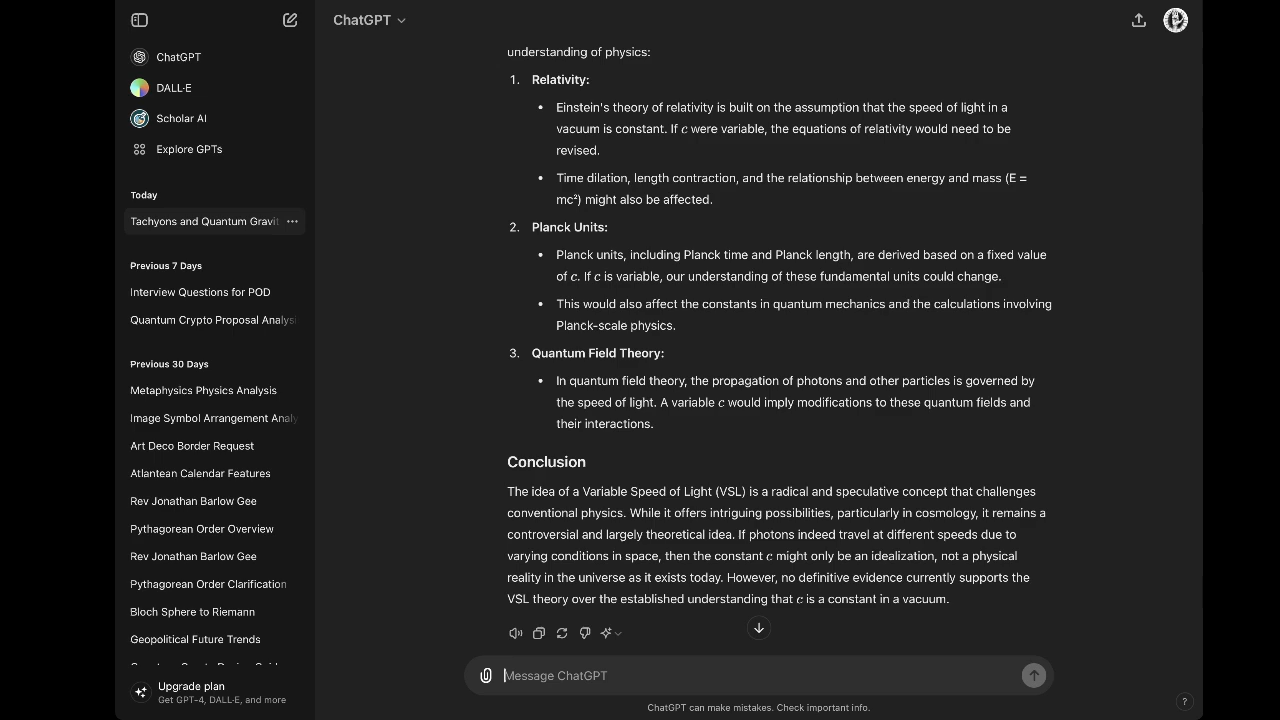 ChatGPT
DALL·E
Scholar AI
Explore GPTs
Today
Tachyons and Quantum Gravit
Previous 7 Days
Interview Questions for POD
Quantum Crypto Proposal Analysi
Previous 30 Days
Metaphysics Physics Analysis
Image Symbol Arrangement Analy
Art Deco Border Request
Atlantean Calendar Features
Rev Jonathan Barlow Gee
Pythagorean Order Overview
Rev Jonathan Barlow Gee
Pythagorean Order Clarification
Bloch Sphere to Riemann
Geopolitical Future Trends
Upgrade plan
Get GPT-4, DALL·E, and more
ChatGPT
understanding of physics:
1. Relativity:
• Einstein's theory of relativity is built on the assumption that the speed of light in a
vacuum is constant. If c were variable, the equations of relativity would need to be
revised.
• Time dilation, length contraction, and the relationship between energy and mass (E =
mc²) might also be affected.
2. Planck Units:
• Planck units, including Planck time and Planck length, are derived based on a fixed value
of c. If c is variable, our understanding of these fundamental units could change.
• This would also affect the constants in quantum mechanics and the calculations involving
Planck-scale physics.
3. Quantum Field Theory:
• In quantum field theory, the propagation of photons and other particles is governed by
the speed of light. A variable c would imply modifications to these quantum fields and
their interactions.
Conclusion
The idea of a Variable Speed of Light (VSL) is a radical and speculative concept that challenges
conventional physics. While it offers intriguing possibilities, particularly in cosmology, it remains a
controversial and largely theoretical idea. If photons indeed travel at different speeds due to
varying conditions in space, then the constant c might only be an idealization, not a physical
reality in the universe as it exists today. However, no definitive evidence currently supports the
VSL theory over the established understanding that c is a constant in a vacuum.
Message ChatGPT
ChatGPT can make mistakes. Check important info.
?